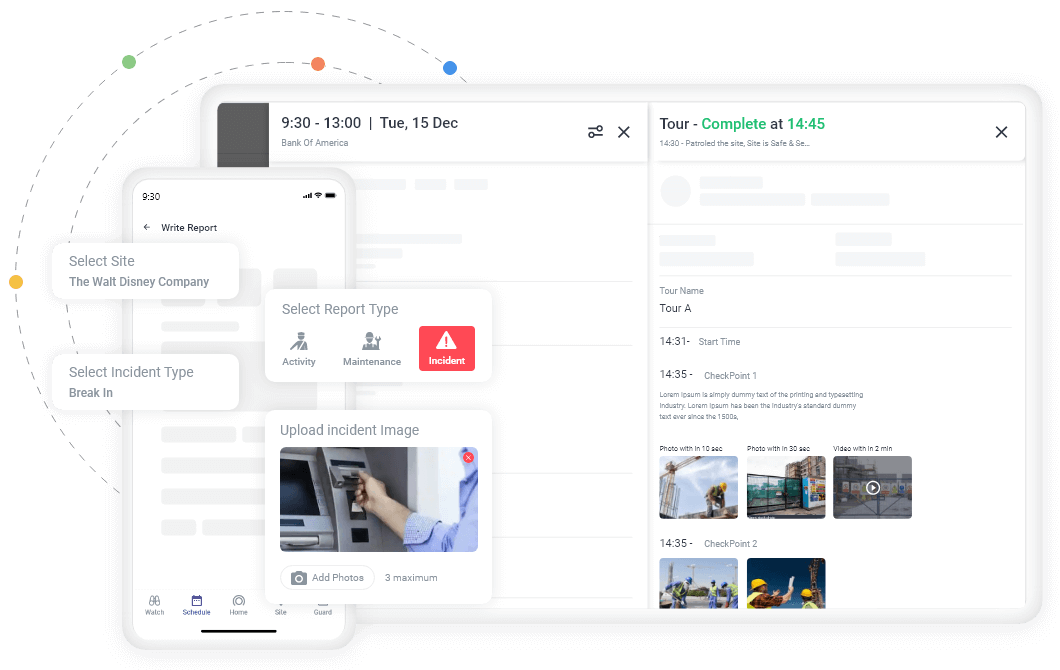 9:30 - 13:00 | Tue, 15 Dec
Bank Of America
Tour - Complete at 14:45
14:30 - Patroled the site, Site is Safe & Se...
9:30
Write Report
Select Site
The Walt Disney Company
Select Report Type
Activity
Maintenance
Incident
Select Incident Type
Break In
Upload incident Image
Add Photos
3 maximum
Watch
Schedule
Home
Site
Guard
Tour Name
Tour A
14:31- Start Time
14:35 - CheckPoint 1
Lorem Ipsum is simply dummy text of the printing and typesetting
industry. Lorem Ipsum has been the industry's standard dummy
text ever since the 1500s,
Photo with in 10 sec
Photo with in 30 sec
Video with in 2 min
14:35 - CheckPoint 2